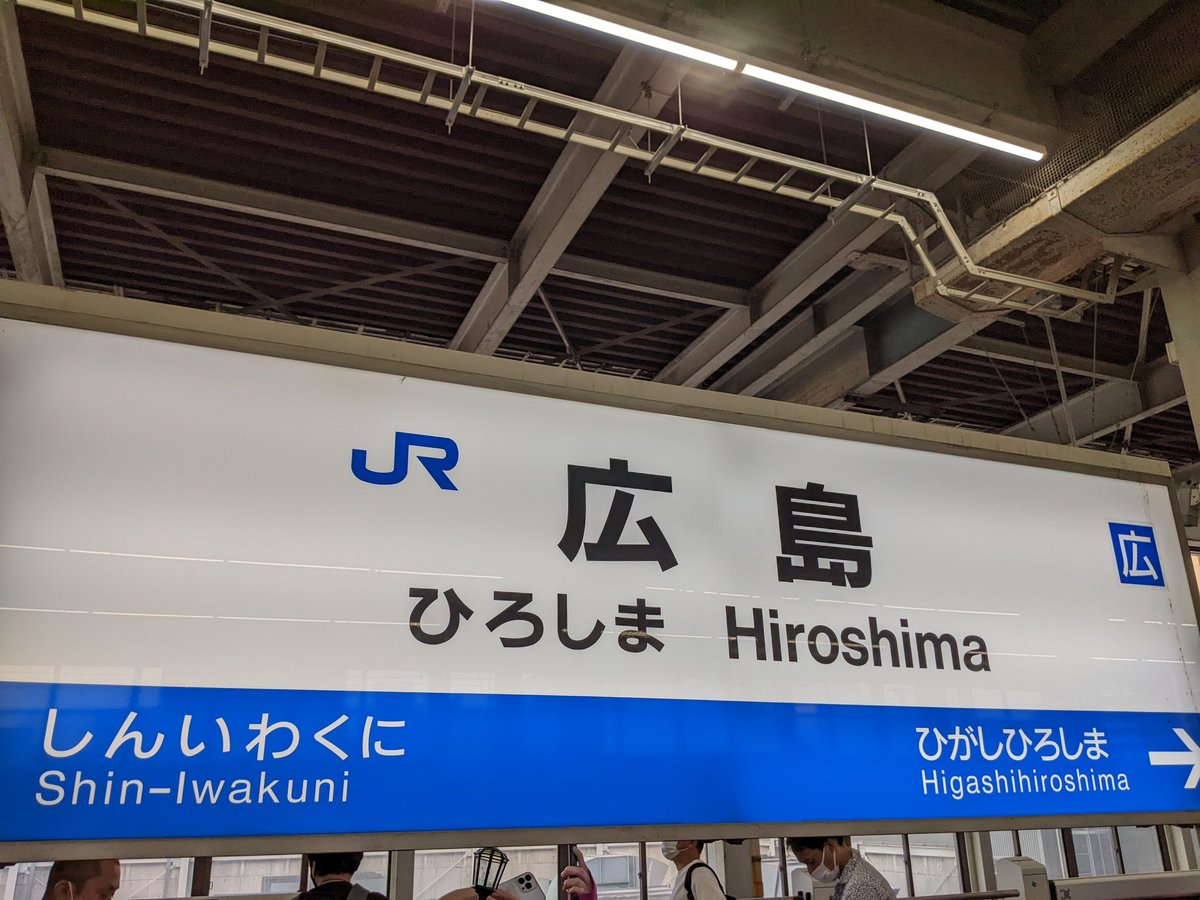 JR 広島
広
ひろしま Hiroshima
しんいわくに
Shin-Iwakuni
ひがしひろしま
Higashihiroshima